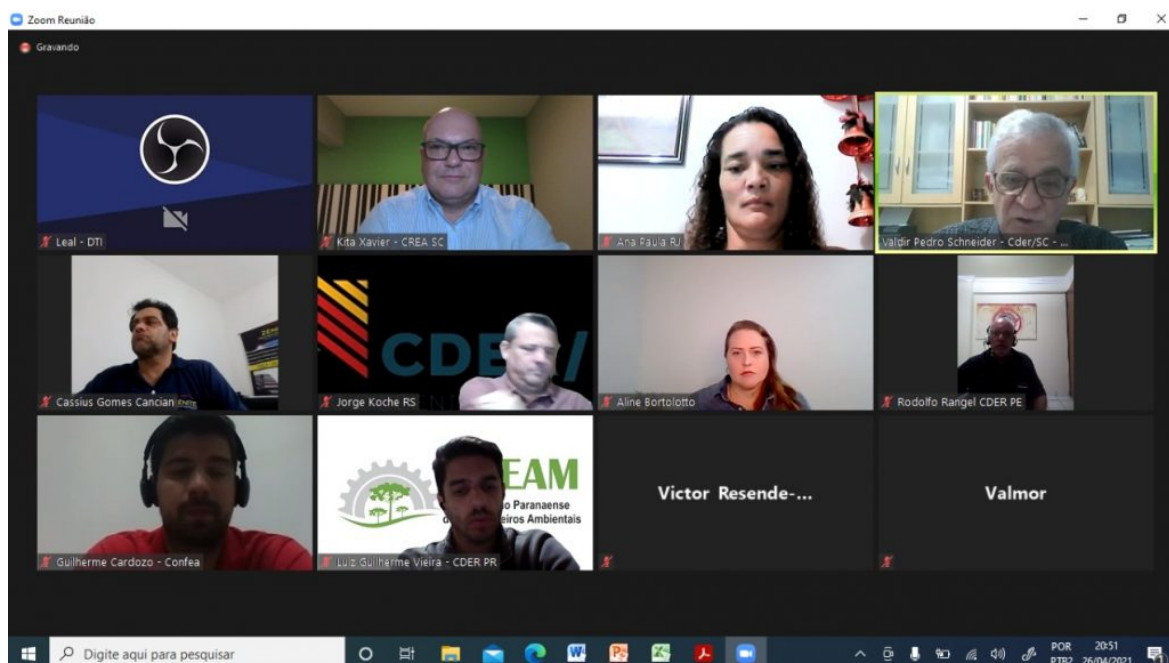 Zoom Reunião
Gravando
Leal - DTI
Kita Xavier - CREA SC
Ana Paula RJ
Valdir Pedro Schneider - Cder/SC - ...
Cassius Gomes Cancian
CDE /
Jorge Koche RS
Aline Bortolotto
Rodolfo Rangel CDER PE
EAM
o Paranaense
eiros Ambientais
Guilherme Cardozo - Confea
Luiz Guilherme Vieira - CDER PR
Victor Resende-...
Valmor
Digite aqui para pesquisar
POR
PTB2
20:51
26/04/2021